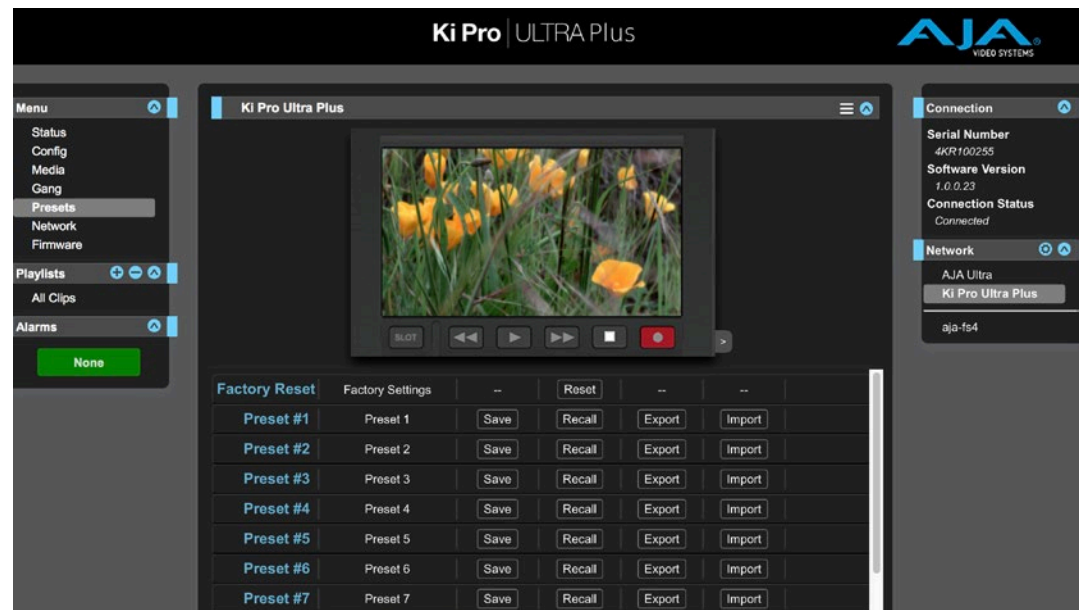 Ki Pro ULTRA Plus
AJA
VIDEO SYSTEMS
Menu
Status
Config
Media
Gang
Presets
Network
Firmware
Playlists
All Clips
Alarms
None
Ki Pro Ultra Plus
SLOT
>
Factory Reset Factory Settings -- Reset -- --
Preset #1 Preset 1 Save Recall Export Import
Preset #2 Preset 2 Save Recall Export Import
Preset #3 Preset 3 Save Recall Export Import
Preset #4 Preset 4 Save Recall Export Import
Preset #5 Preset 5 Save Recall Export Import
Preset #6 Preset 6 Save Recall Export Import
Preset #7 Preset 7 Save Recall Export Import
Connection
Serial Number
4KR100255
Software Version
1.0.0.23
Connection Status
Connected
Network
AJA Ultra
Ki Pro Ultra Plus
aja-fs4